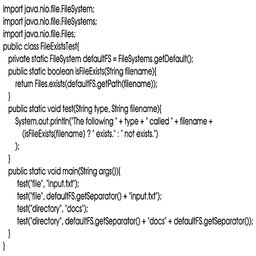 import java.nio.file.FileSystem;
import java.nio.file.FileSystems;
import java.nio.file.Files;
public class FileExistsTest{
private static FileSystem defaultFS = FileSystems.getDefault();
public static boolean isFileExists(String filename){
return Files.exists(defaultFS.getPath(filename));
}
public static void test(String type, String filename){
System.out.println("The following " + type + " called " + filename +
(isFileExists(filename) ? " exists." : " not exists.")
);
}
public static void main(String args[]){
test("file", "input.txt");
test("file", defaultFS.getSeparator() + "input.txt");
test("directory", "docs");
test("directory", defaultFS.getSeparator() + "docs" + defaultFS.getSeparator());
}
}